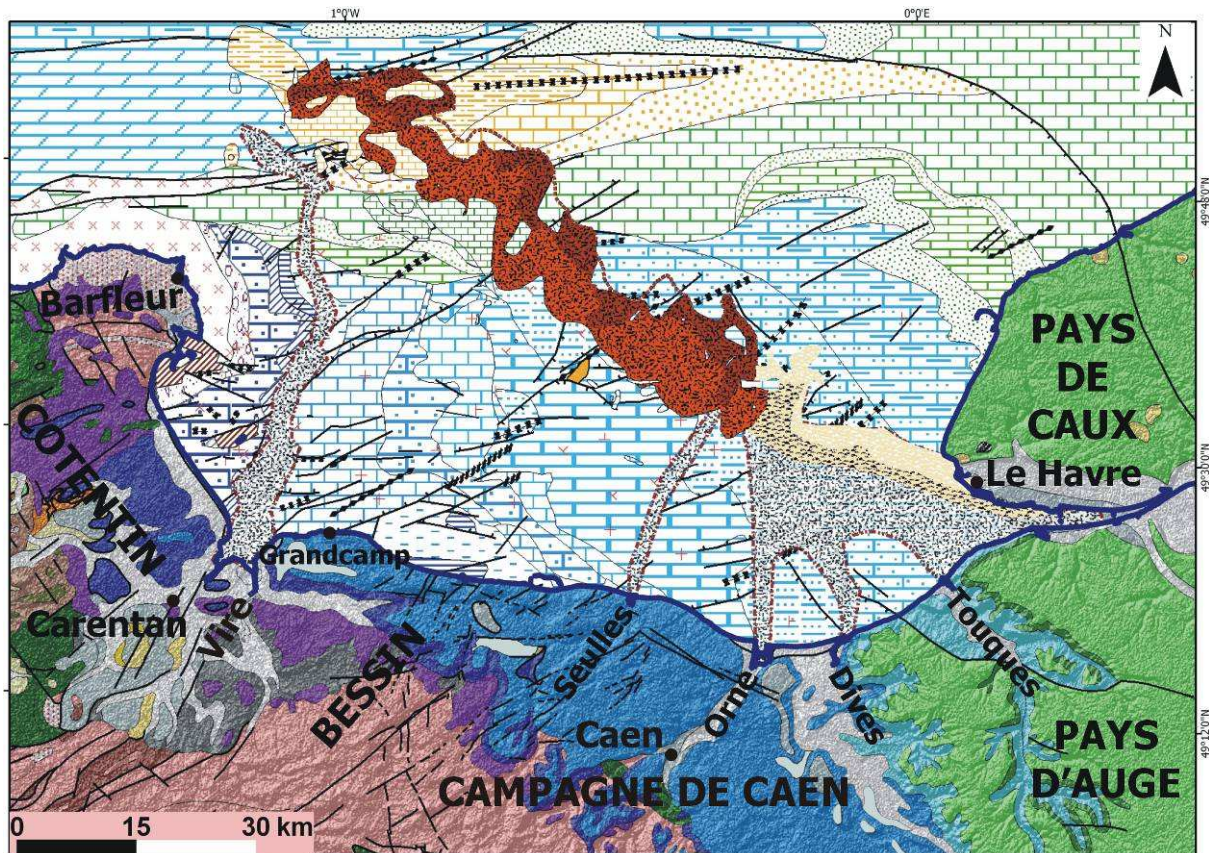 1°0'W
0°0'E
N
49°48'0"N
Barfleur
PAYS
DE
CAUX
COTENTIN
49°30'0"N
Le Havre
Grandcamp
Carentan
Vire
BESSIN
Seulles
Orne
Dives
Touques
49°12'0"N
Caen
PAYS
D'AUGE
CAMPAGNE DE CAEN
0 15 30 km